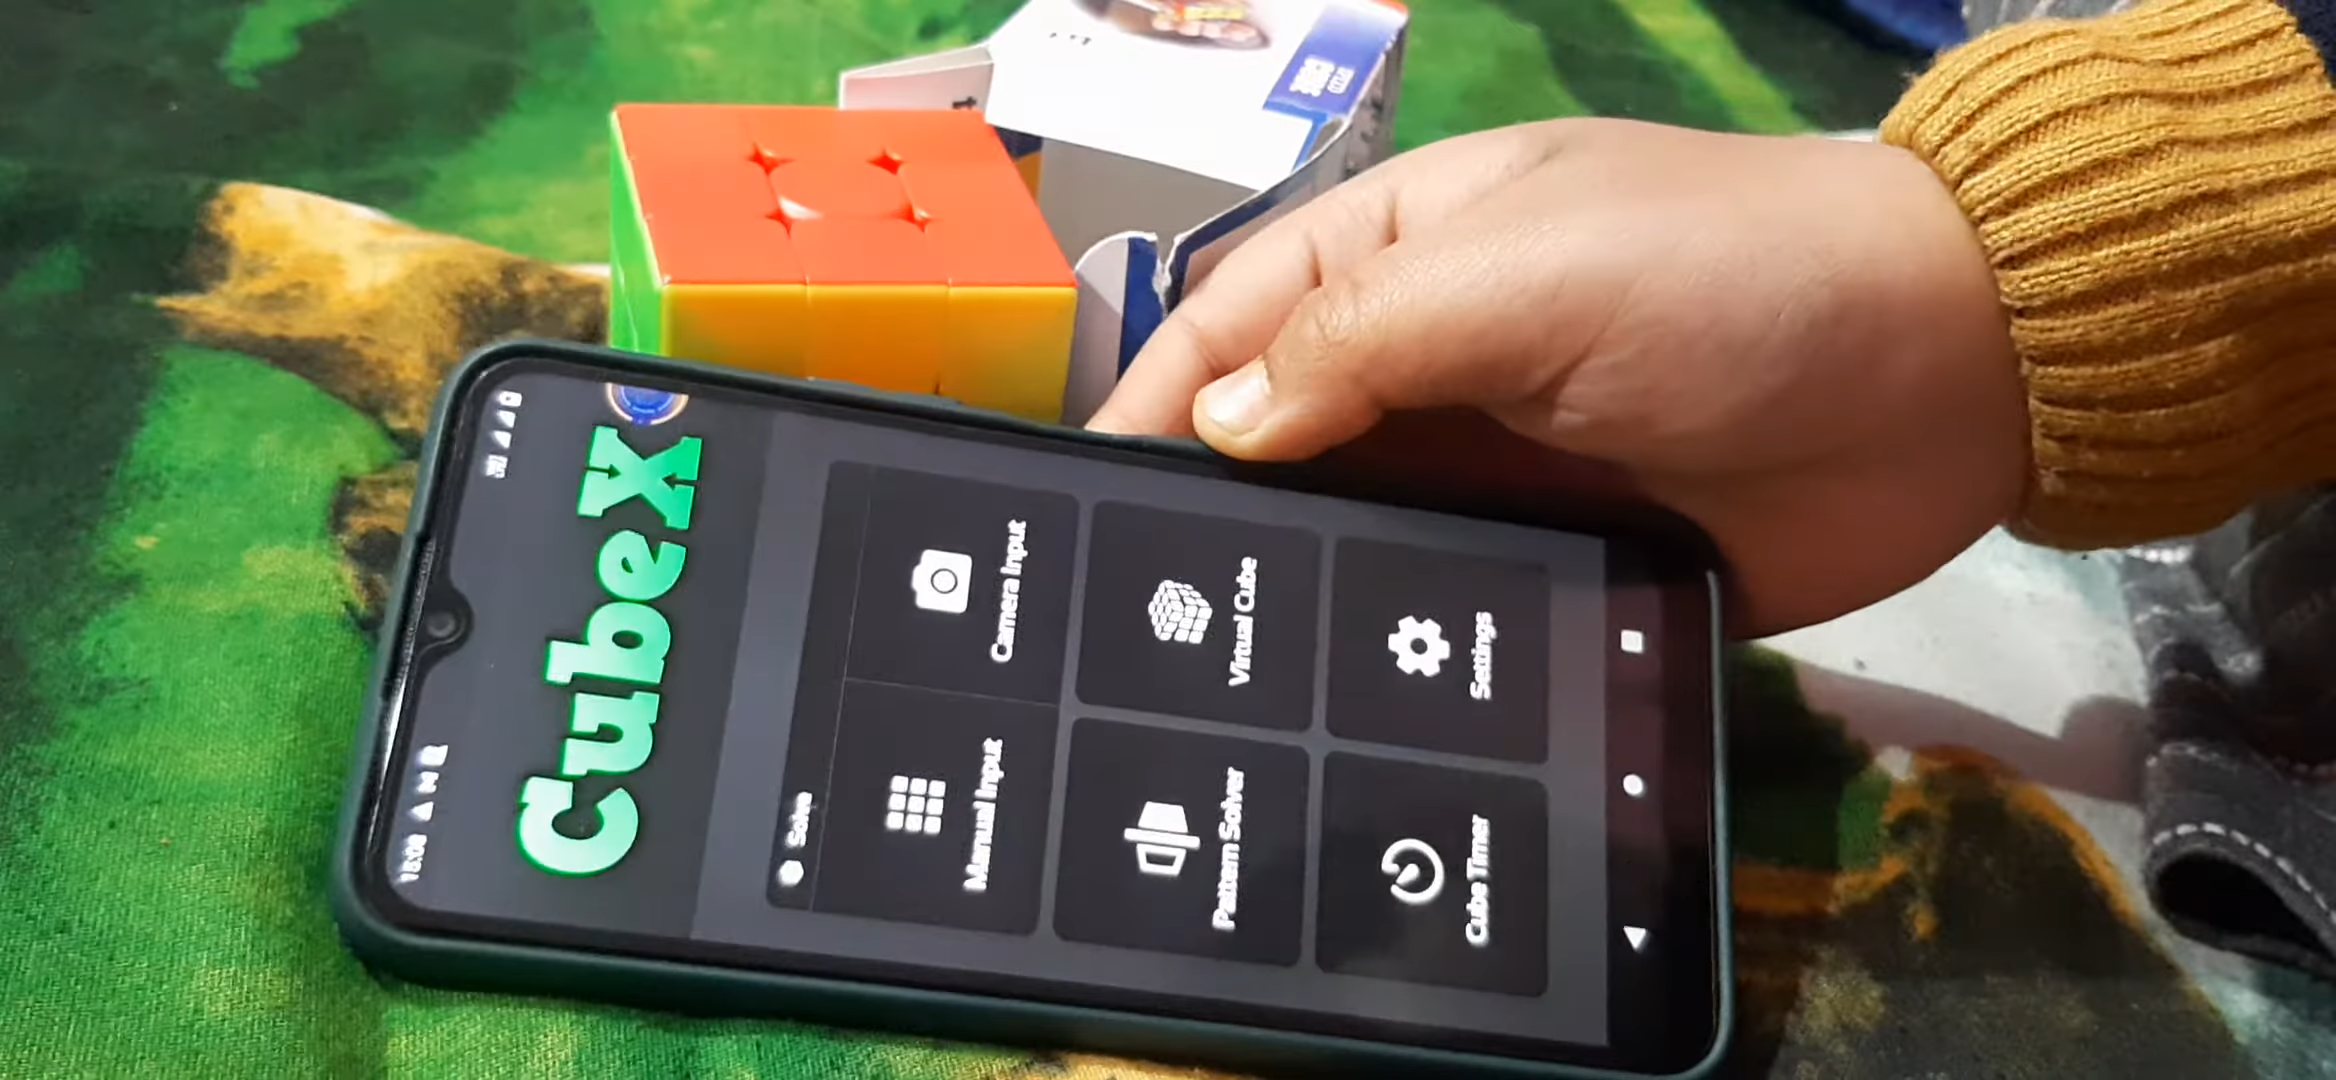 CubeX
Solve
Manual Input
Camera Input
Pattern Solver
Virtual Cube
Cube Timer
Settings